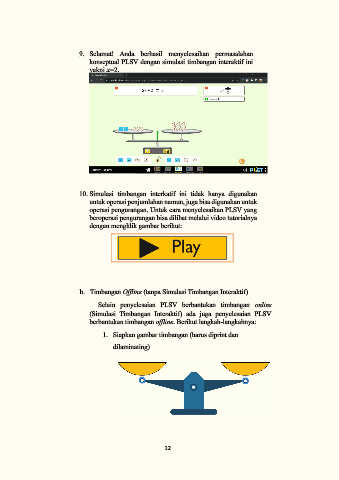 9. Selamat! Anda berhasil menyelesaikan permasalahan
konseptual PLSV dengan simulasi timbangan interaktif ini
yakni x=2.
10. Simulasi timbangan interkatif ini tidak hanya digunakan
untuk operasi penjumlahan namun, juga bisa digunakan untuk
operasi pengurangan. Untuk cara menyelesaikan PLSV yang
beroperasi pengurangan bisa dilihat melalui video tutorialnya
dengan mengklik gambar berikut:
Play
b. Timbangan Offline (tanpa Simulasi Timbangan Interaktif)
Selain penyelesaian PLSV berbantukan timbangan online
(Simulasi Timbangan Interaktif) ada juga penyelesaian PLSV
berbantukan timbangan offline. Berikut langkah-langkahnya:
1. Siapkan gambar timbangan (harus diprint dan
dilaminating)
12